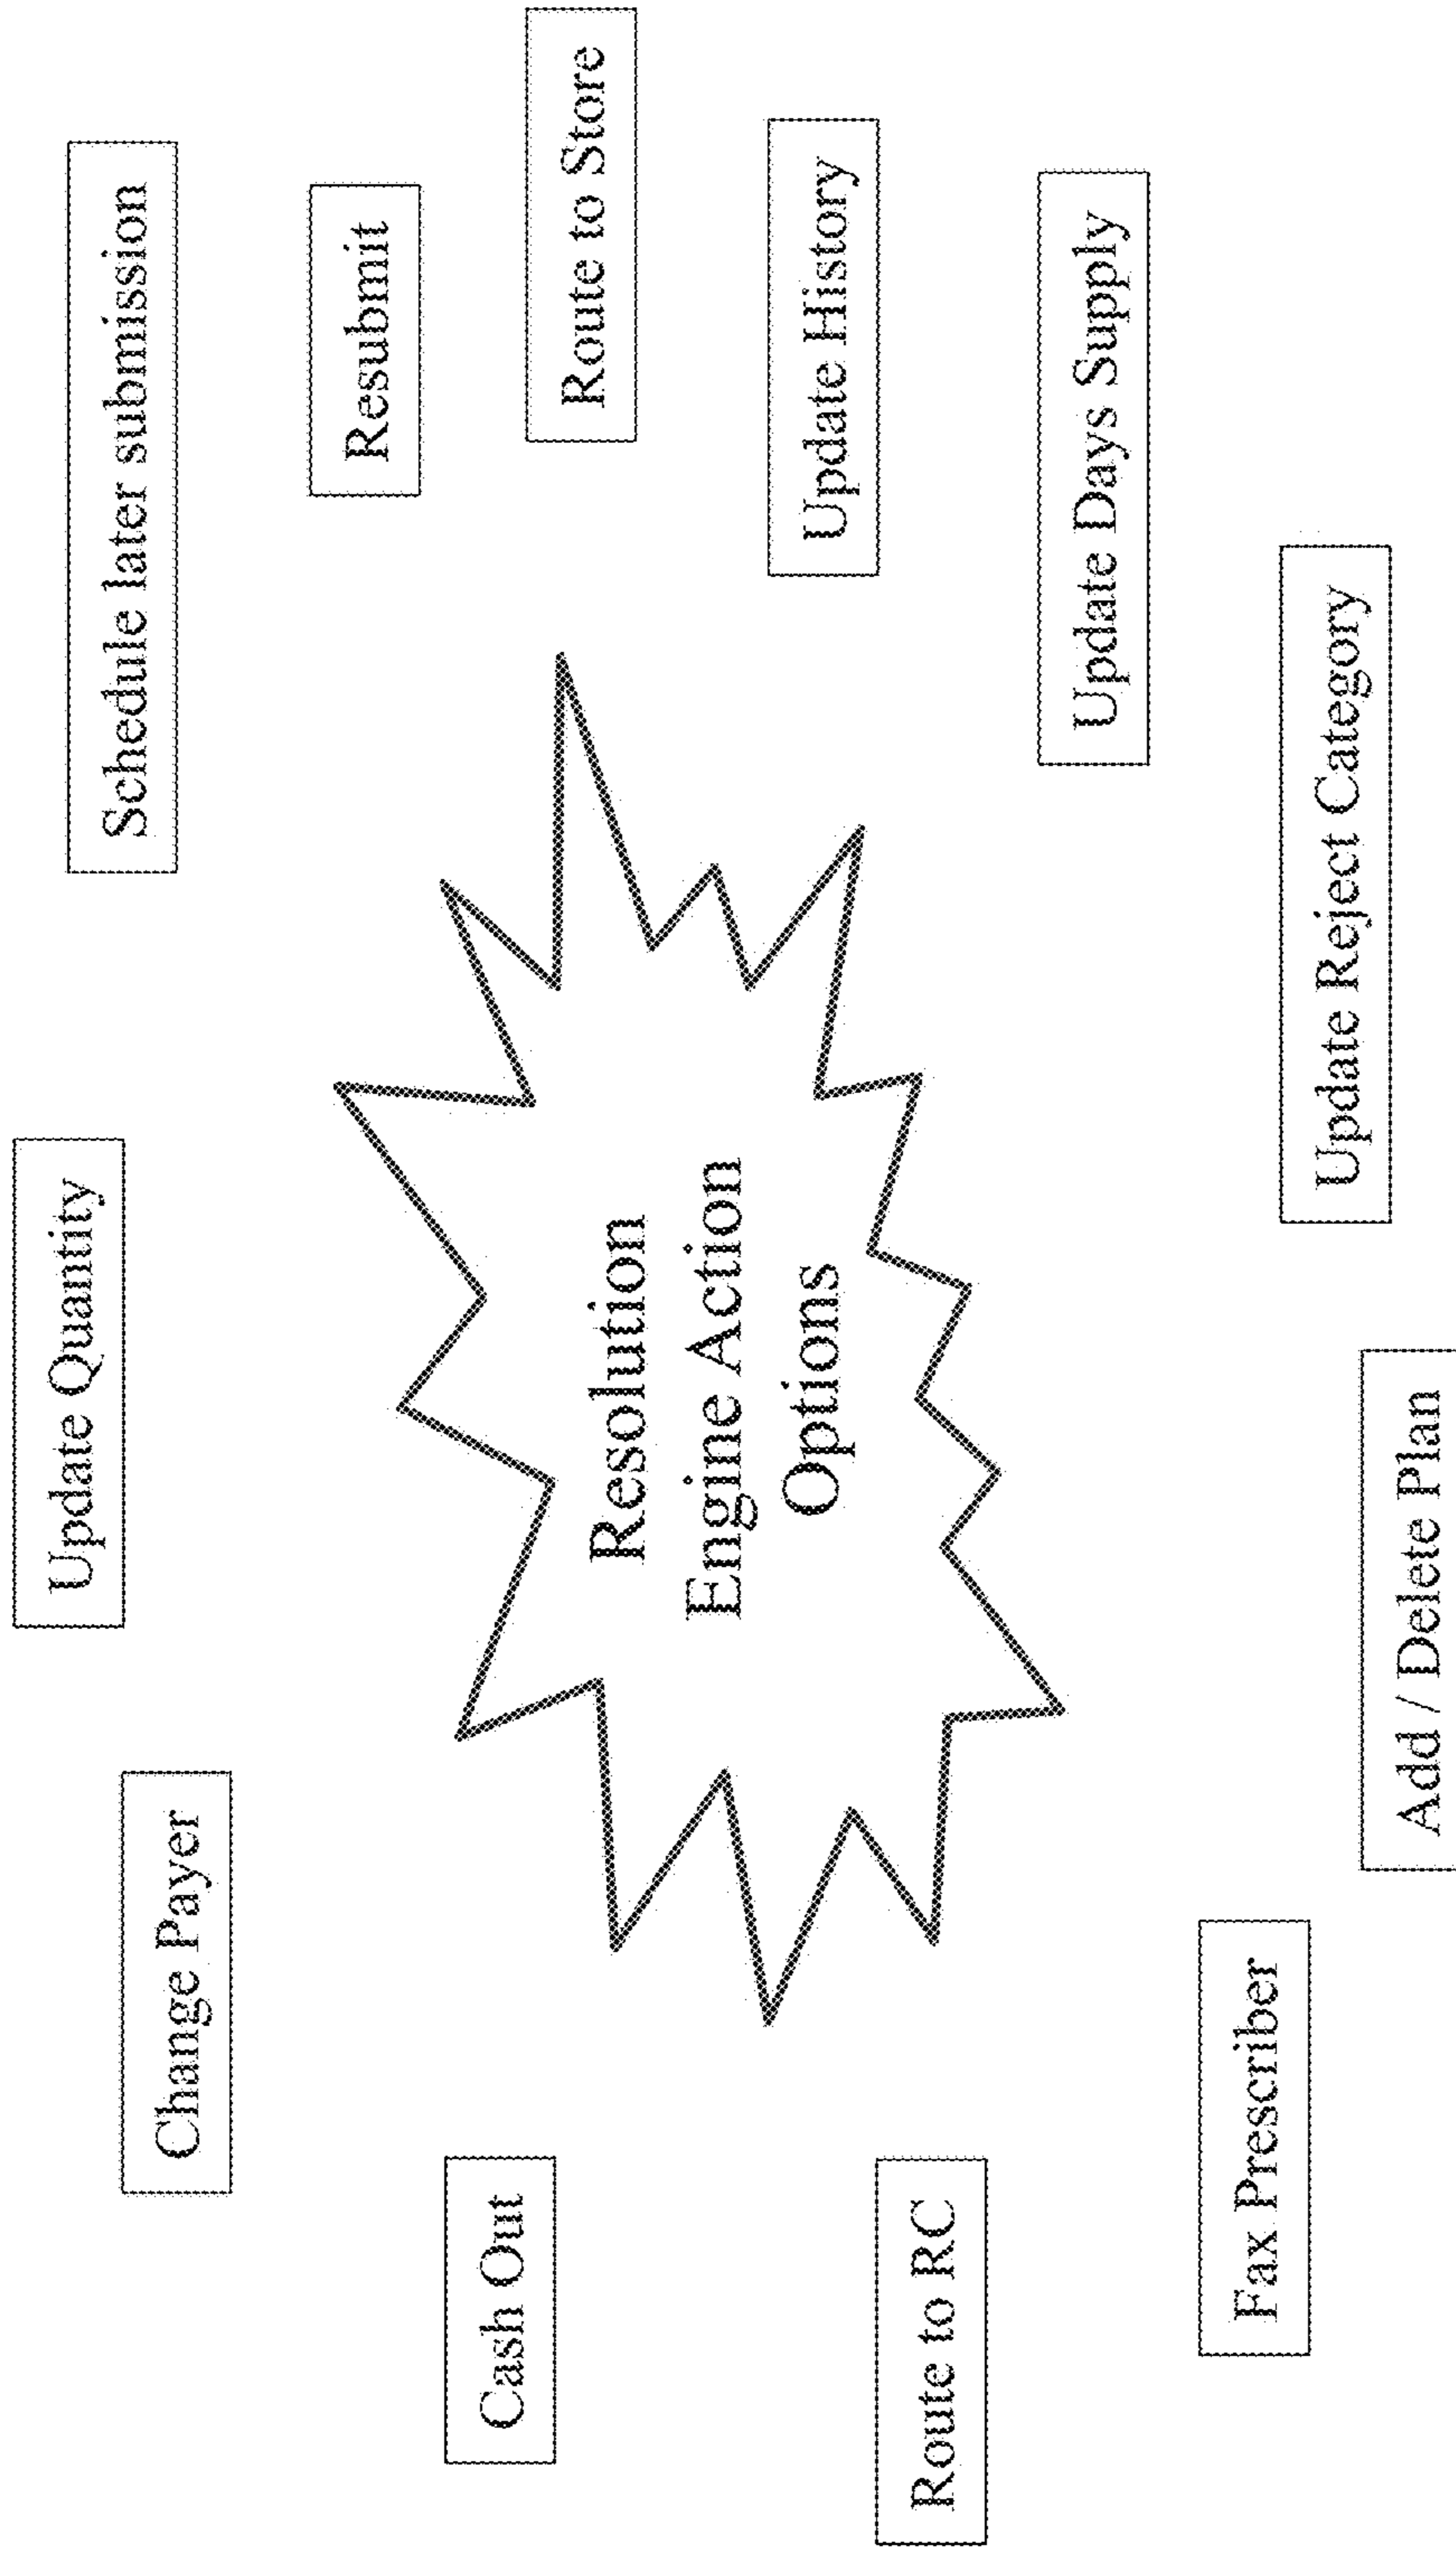 Update Quantity
Schedule later submission
Change Payer
Resubmit
Cash Out
Route to Store
Resolution
Engine Action
Options
Update History
Route to RC
Update Days Supply
Fax Prescriber
Update Reject Category
Add / Delete Plan